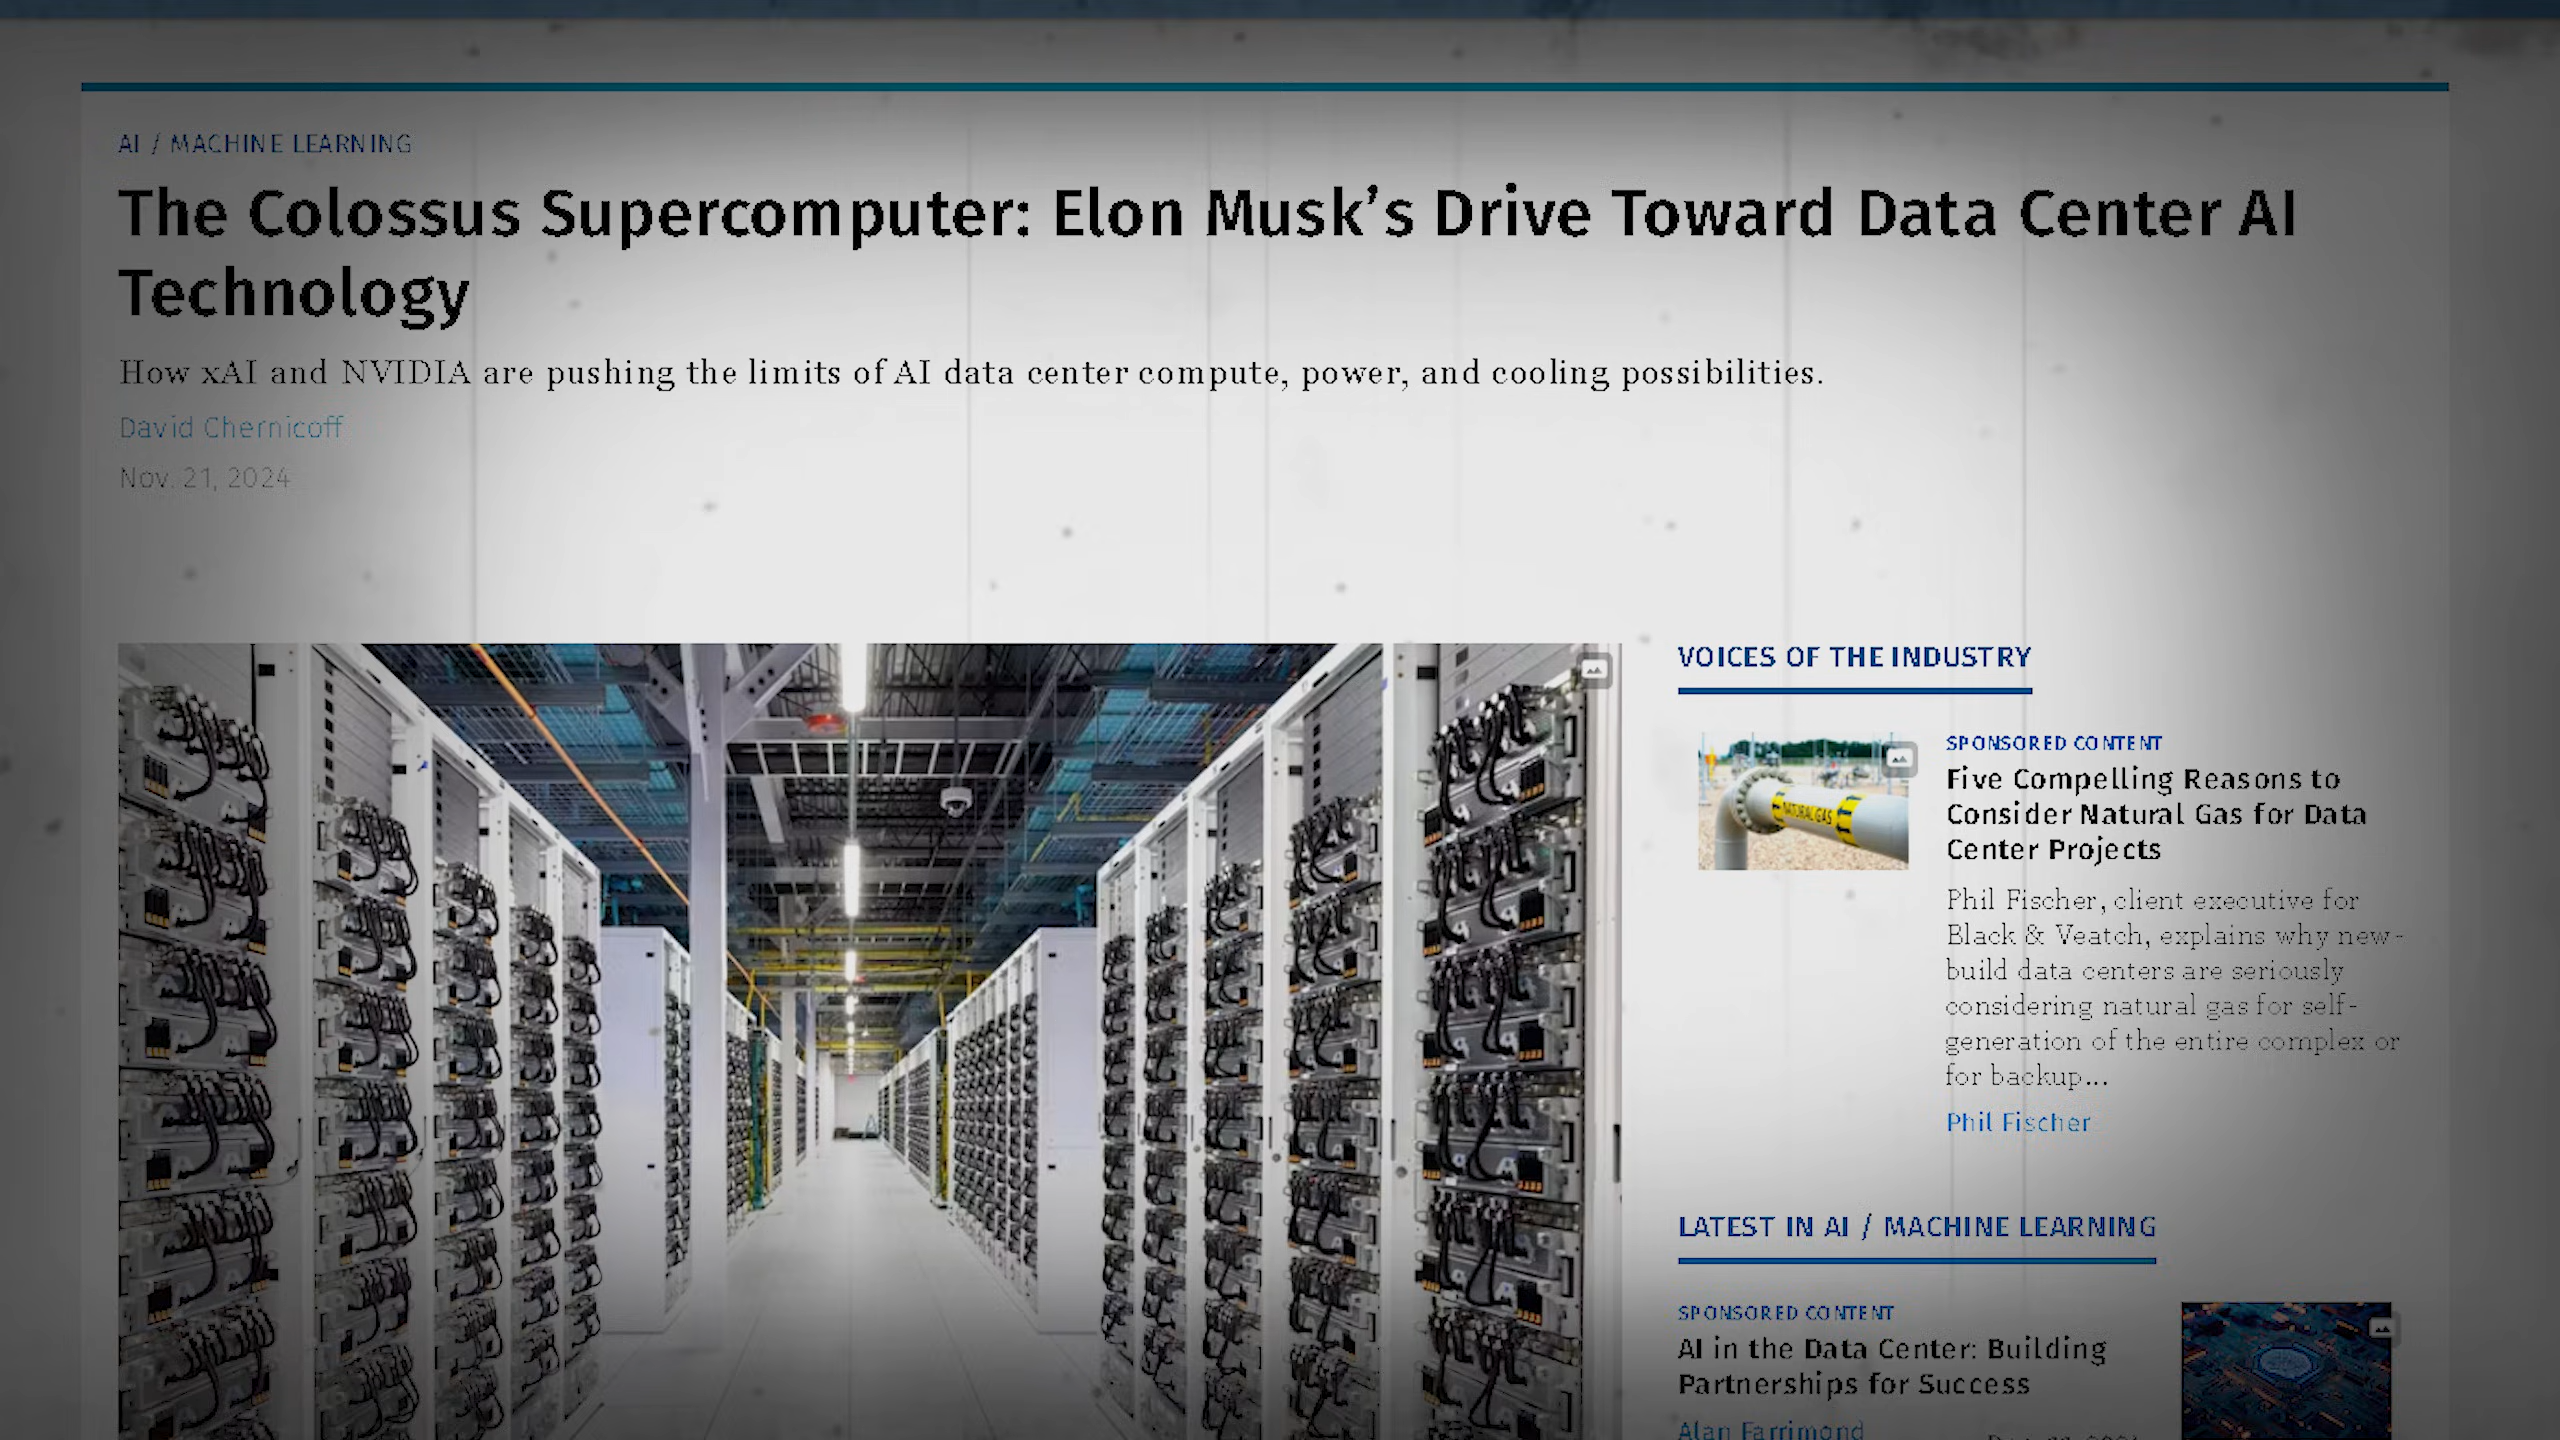 AI / MACHINE LEARNING
The Colossus Supercomputer: Elon Musk’s Drive Toward Data Center AI
Technology
How xAI and NVIDIA are pushing the limits of AI data center compute, power, and cooling possibilities.
David Chernicoff
Nov. 21, 2024
VOICES OF THE INDUSTRY
NATURAL GAS
SPONSORED CONTENT
Five Compelling Reasons to
Consider Natural Gas for Data
Center Projects
Phil Fischer, client executive for
Black & Veatch, explains why new-
build data centers are seriously
considering natural gas for self-
generation of the entire complex or
for backup...
Phil Fischer
LATEST IN AI / MACHINE LEARNING
SPONSORED CONTENT
AI in the Data Center: Building
Partnerships for Success
Alan Farrimond